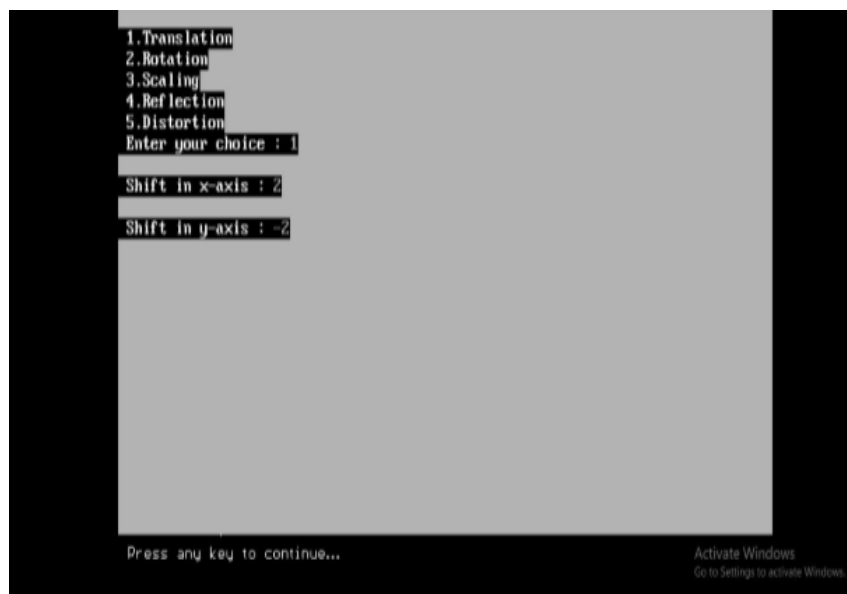 1.Translation
2.Rotation
3.Scaling
4.Reflection
5.Distortion
Enter your choice : 1
Shift in x-axis : 2
Shift in y-axis : -2
Press any key to continue...
Activate Windows
Go to Settings to activate Windows.